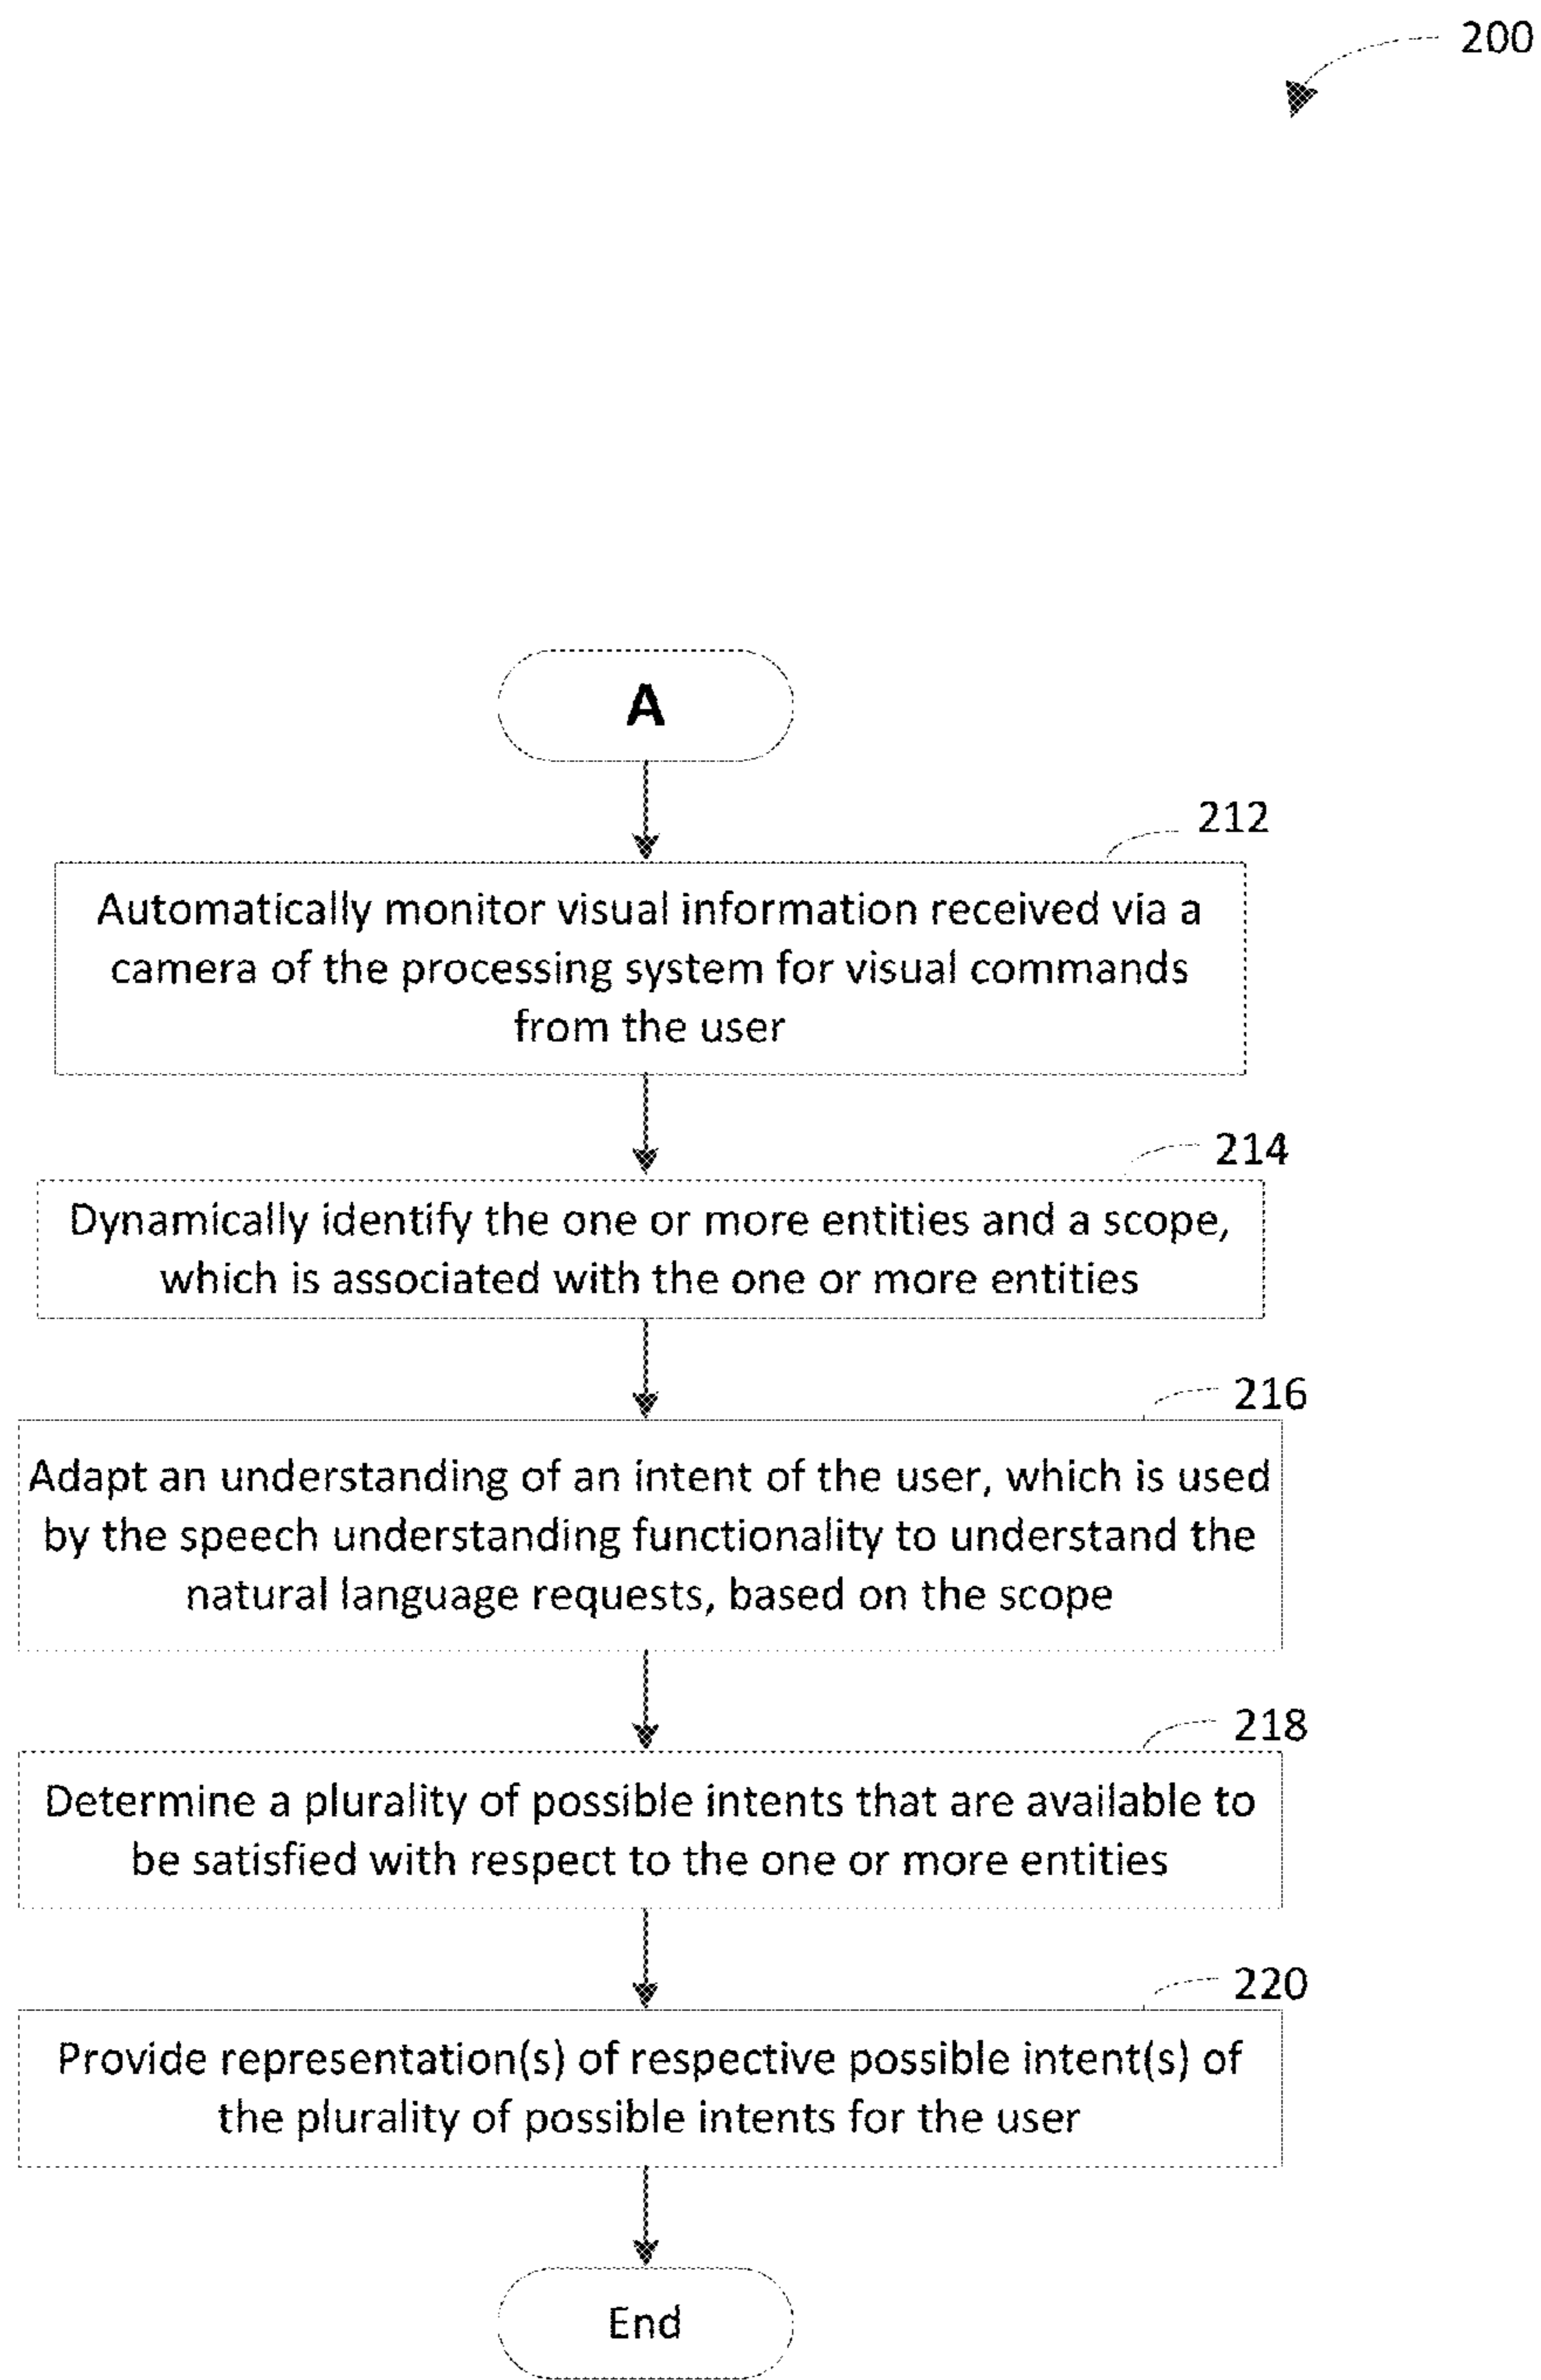 200
A
212
Automatically monitor visual information received via a
camera of the processing system for visual commands
from the user
214
Dynamically identify the one or more entities and a scope,
which is associated with the one or more entities
216
Adapt an understanding of an intent of the user, which is used
by the speech understanding functionality to understand the
natural language requests, based on the scope
218
Determine a plurality of possible intents that are available to
be satisfied with respect to the one or more entities
220
Provide representation(s) of respective possible intent(s) of
the plurality of possible intents for the user
End